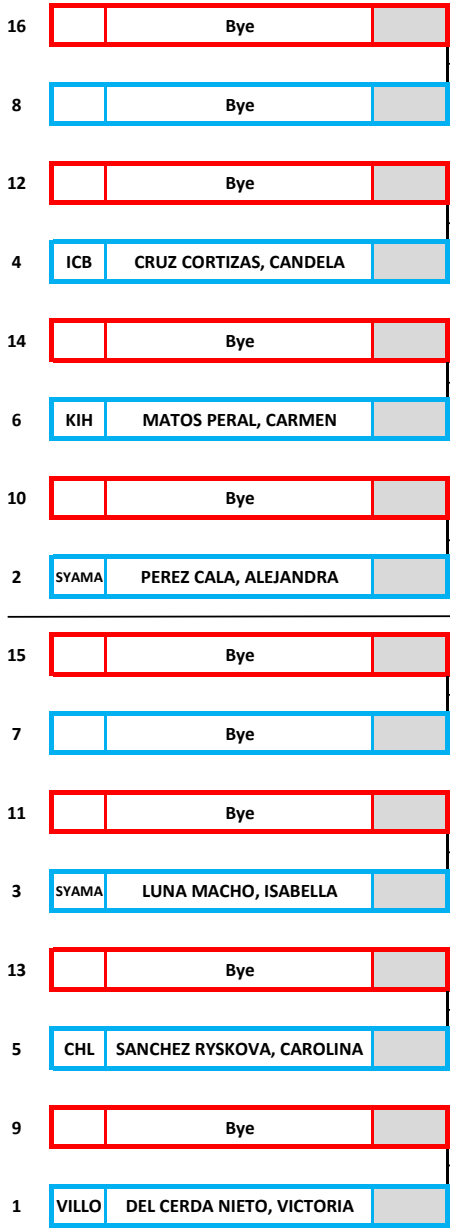 16 Bye
8 Bye
12 Bye
4 ICB CRUZ CORTIZAS, CANDELA
14 Bye
6 KIH MATOS PERAL, CARMEN
10 Bye
2 SYAMA PEREZ CALA, ALEJANDRA
15 Bye
7 Bye
11 Bye
3 SYAMA LUNA MACHO, ISABELLA
13 Bye
5 CHL SANCHEZ RYSKOVA, CAROLINA
9 Bye
1 VILLO DEL CERDA NIETO, VICTORIA